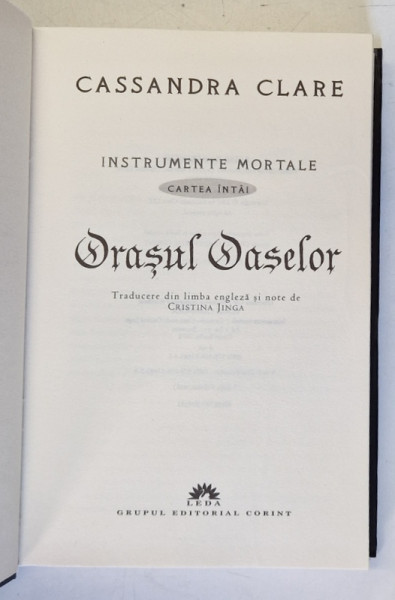 CASSANDRA CLARE
INSTRUMENTE MORTALE
CARTEA ÎNTÂI
Orașul Oaselor
Traducere din limba engleză și note de
CRISTINA JINGA
LEDA
GRUPUL EDITORIAL CORINT